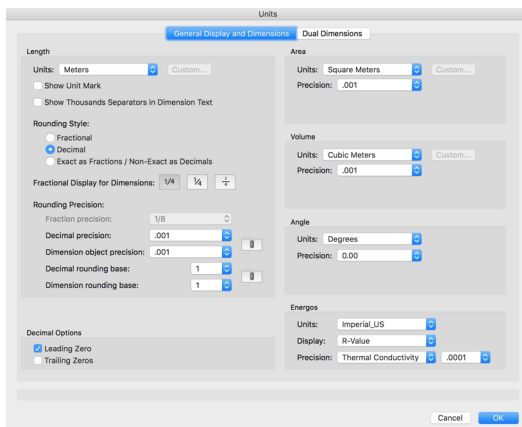 Units
General Display and Dimensions
Dual Dimensions
Length
Units: Meters Custom...
Show Unit Mark
Show Thousands Separators in Dimension Text
Rounding Style:
Fractional
Decimal
Exact as Fractions / Non-Exact as Decimals
Fractional Display for Dimensions: 1/4 1/4 1/4
Rounding Precision:
Fraction precision: 1/8
Decimal precision: .001
Dimension object precision: .001
Decimal rounding base: 1
Dimension rounding base: 1
Decimal Options
Leading Zero
Trailing Zeros
Area
Units: Square Meters Custom...
Precision: .001
Volume
Units: Cubic Meters Custom...
Precision: .001
Angle
Units: Degrees
Precision: 0.00
Energos
Units: Imperial_US
Display: R-Value
Precision: Thermal Conductivity .0001
Cancel OK